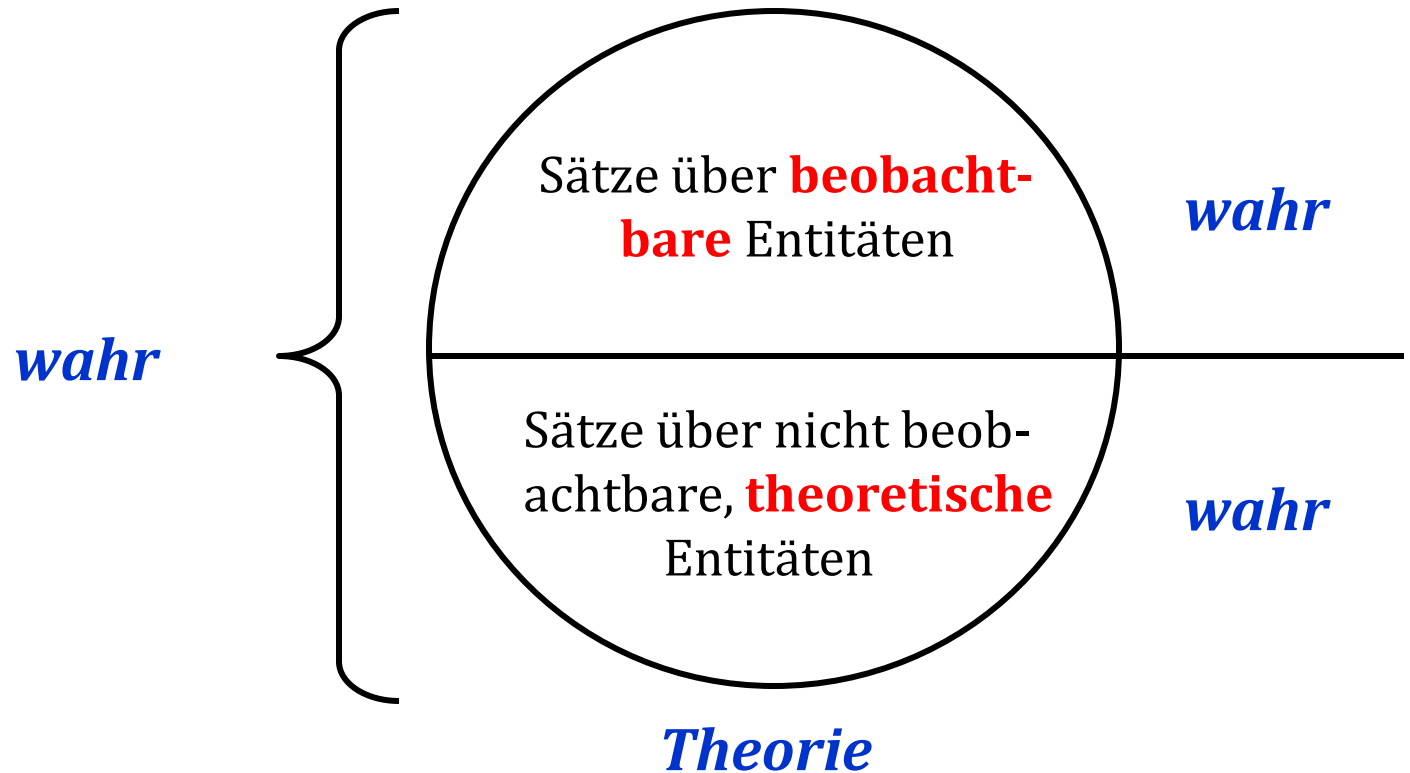 wahr
Sätze über beobacht-
bare Entitäten
wahr
Sätze über nicht beob-
achtbare, theoretische
Entitäten
wahr
Theorie